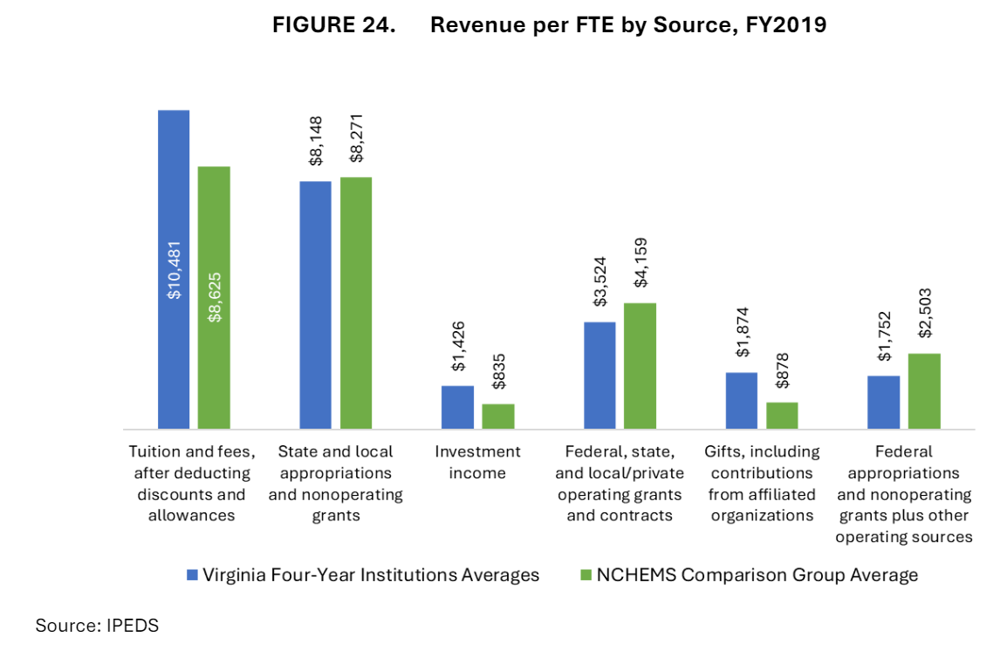 FIGURE 24. Revenue per FTE by Source, FY2019
$10,481
$8,625
$8,148
$8,271
$1,426
$835
$3,524
$4,159
$1,874
$878
$1,752
$2,503
Tuition and fees,
after deducting
discounts and
allowances
State and local
appropriations
and nonoperating
grants
Investment
income
Federal, state,
and local/private
operating grants
and contracts
Gifts, including
contributions
from affiliated
organizations
Federal
appropriations
and nonoperating
grants plus other
operating sources
Virginia Four-Year Institutions Averages
NCHEMS Comparison Group Average
Source: IPEDS